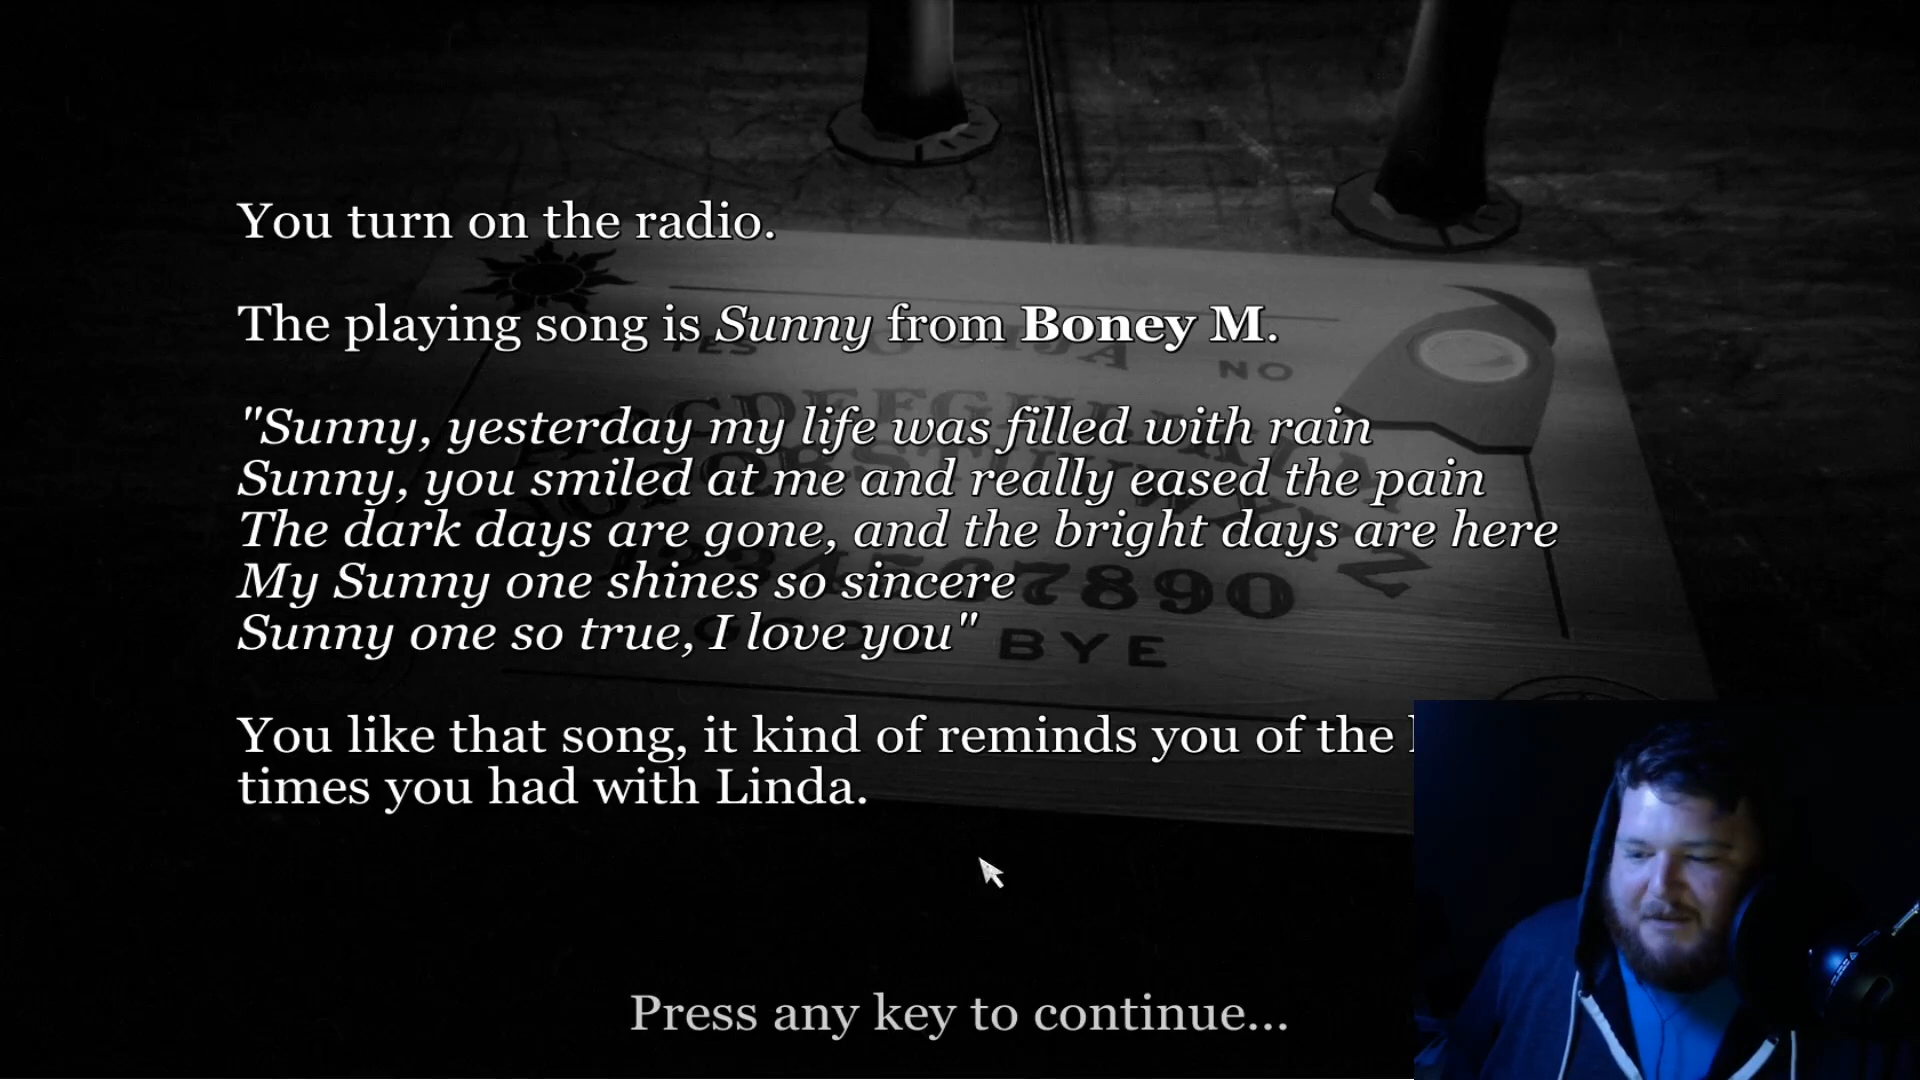 You turn on the radio.
The playing song is Sunny from Boney M.
YES OUIJA NO
"Sunny, yesterday my life was filled with rain
Sunny, you smiled at me and really eased the pain
The dark days are gone, and the bright days are here
My Sunny one shines so sincere
7890
Sunny one so true, I love you"
GOOD BYE
You like that song, it kind of reminds you of the
times you had with Linda.
Press any key to continue...